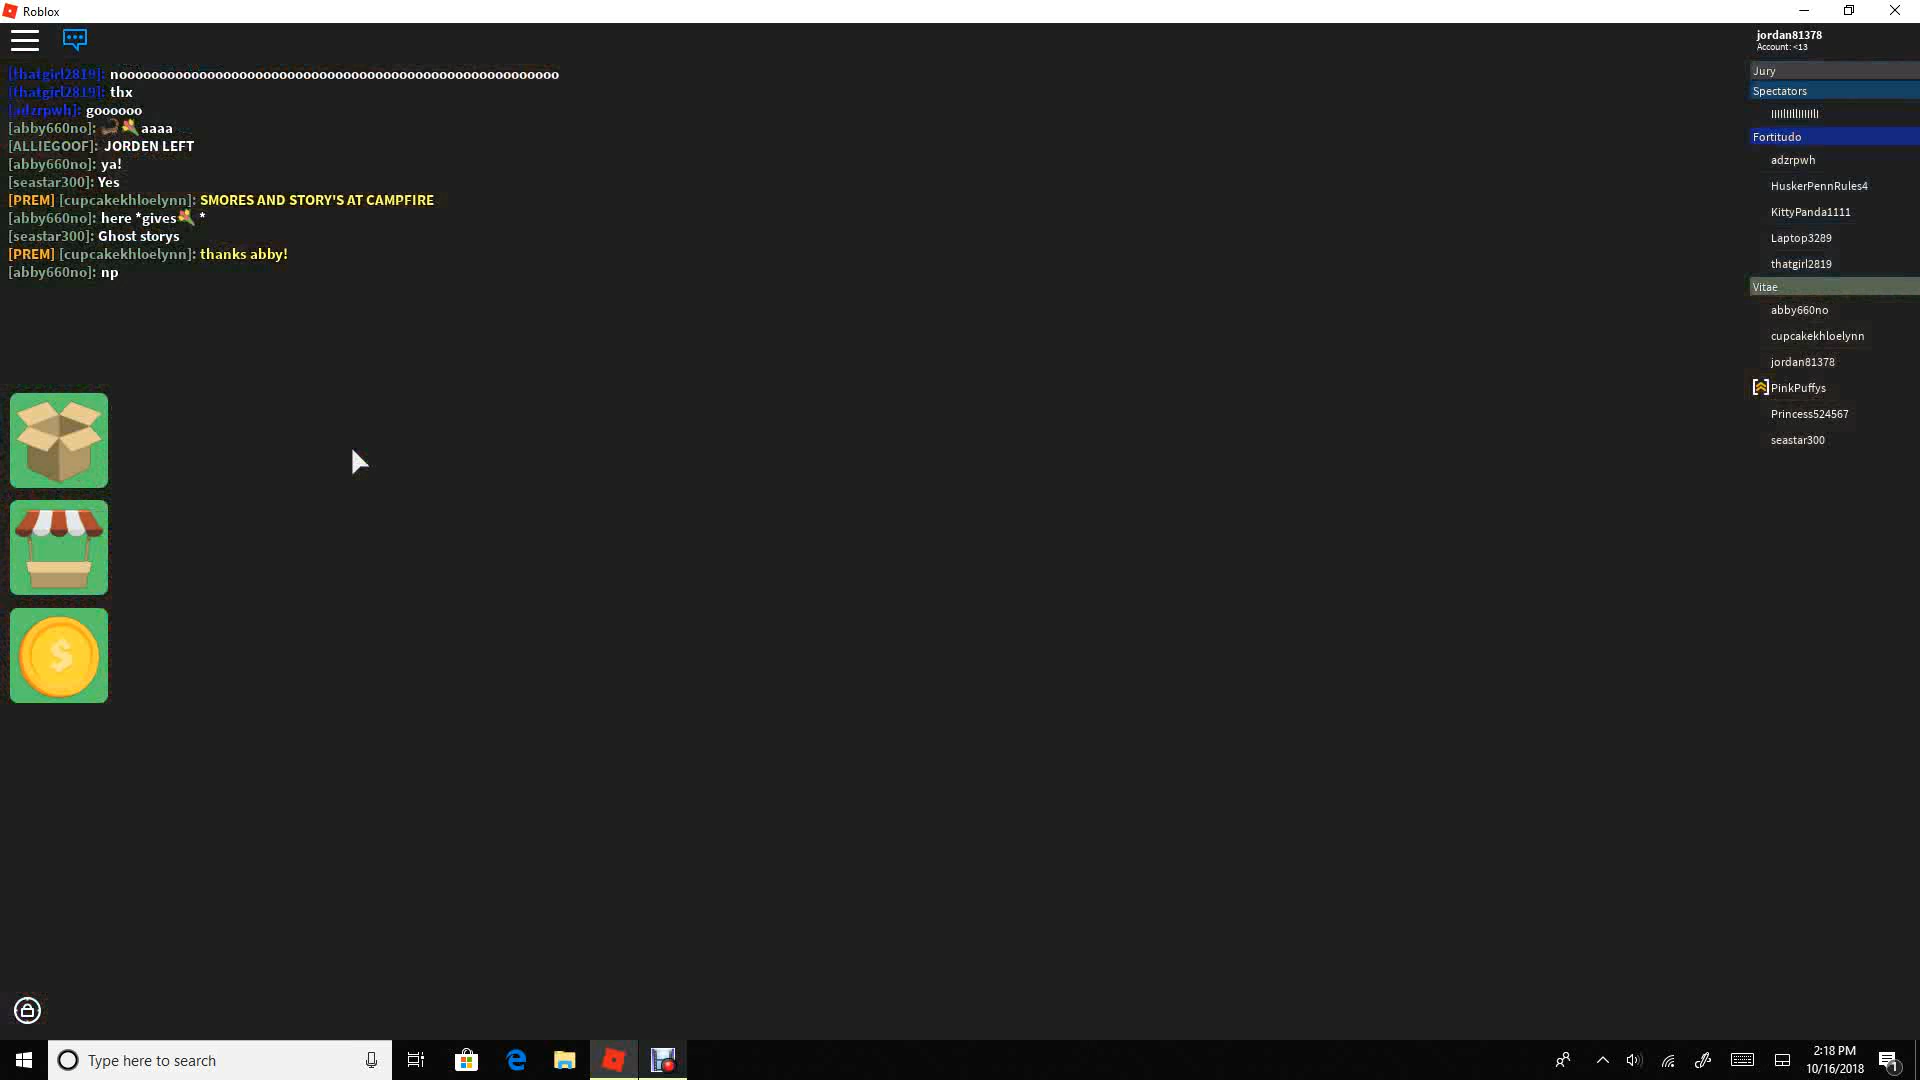 Roblox
[thatgirl2819]: nooooooooooooooooooooooooooooooooooooooooooooooooooooooo
[thatgirl2819]: thx
[adzrpwh]: goooooo
[abby660no]: aaaa
[ALLIEGOOF]: JORDEN LEFT
[abby660no]: ya!
[seastar300]: Yes
[PREM] [cupcakekhloelynn]: SMORES AND STORY'S AT CAMPFIRE
[abby660no]: here *gives *
[seastar300]: Ghost storys
[PREM] [cupcakekhloelynn]: thanks abby!
[abby660no]: np
jordan81378
Account: <13
Jury
Spectators
Fortitudo
adzrpwh
HuskerPennRules4
KittyPanda1111
Laptop3289
thatgirl2819
Vitae
abby660no
cupcakekhloelynn
jordan81378
PinkPuffys
Princess524567
seastar300
Type here to search
2:18 PM
10/16/2018
1